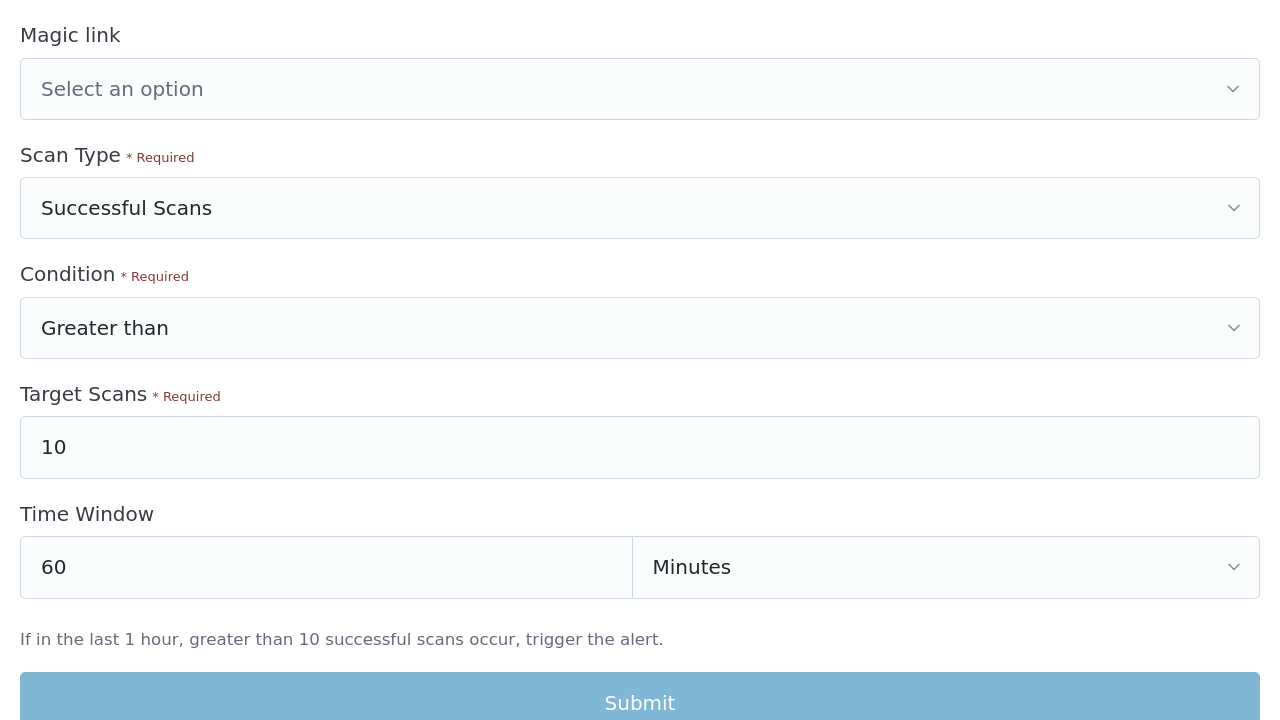 Magic link
Select an option
Scan Type * Required
Successful Scans
Condition * Required
Greater than
Target Scans * Required
10
Time Window
60 Minutes
If in the last 1 hour, greater than 10 successful scans occur, trigger the alert.
Submit